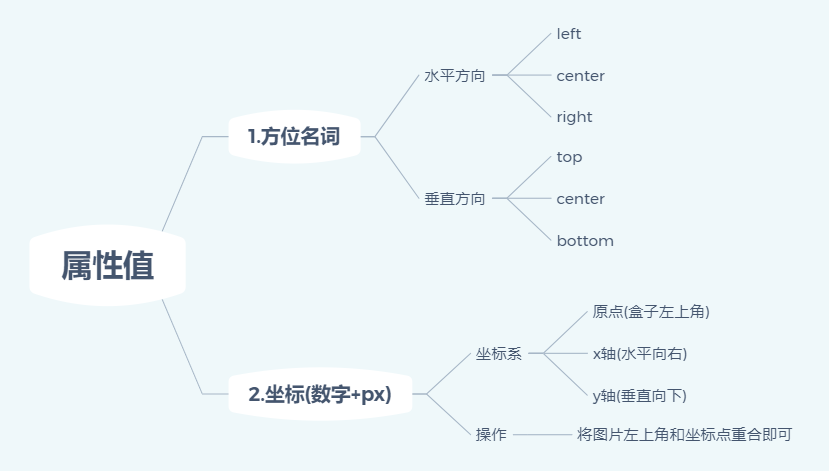 属性值
1.方位名词
水平方向
left
center
right
垂直方向
top
center
bottom
2.坐标(数字+px)
坐标系
原点(盒子左上角)
x轴(水平向右)
y轴(垂直向下)
操作
将图片左上角和坐标点重合即可